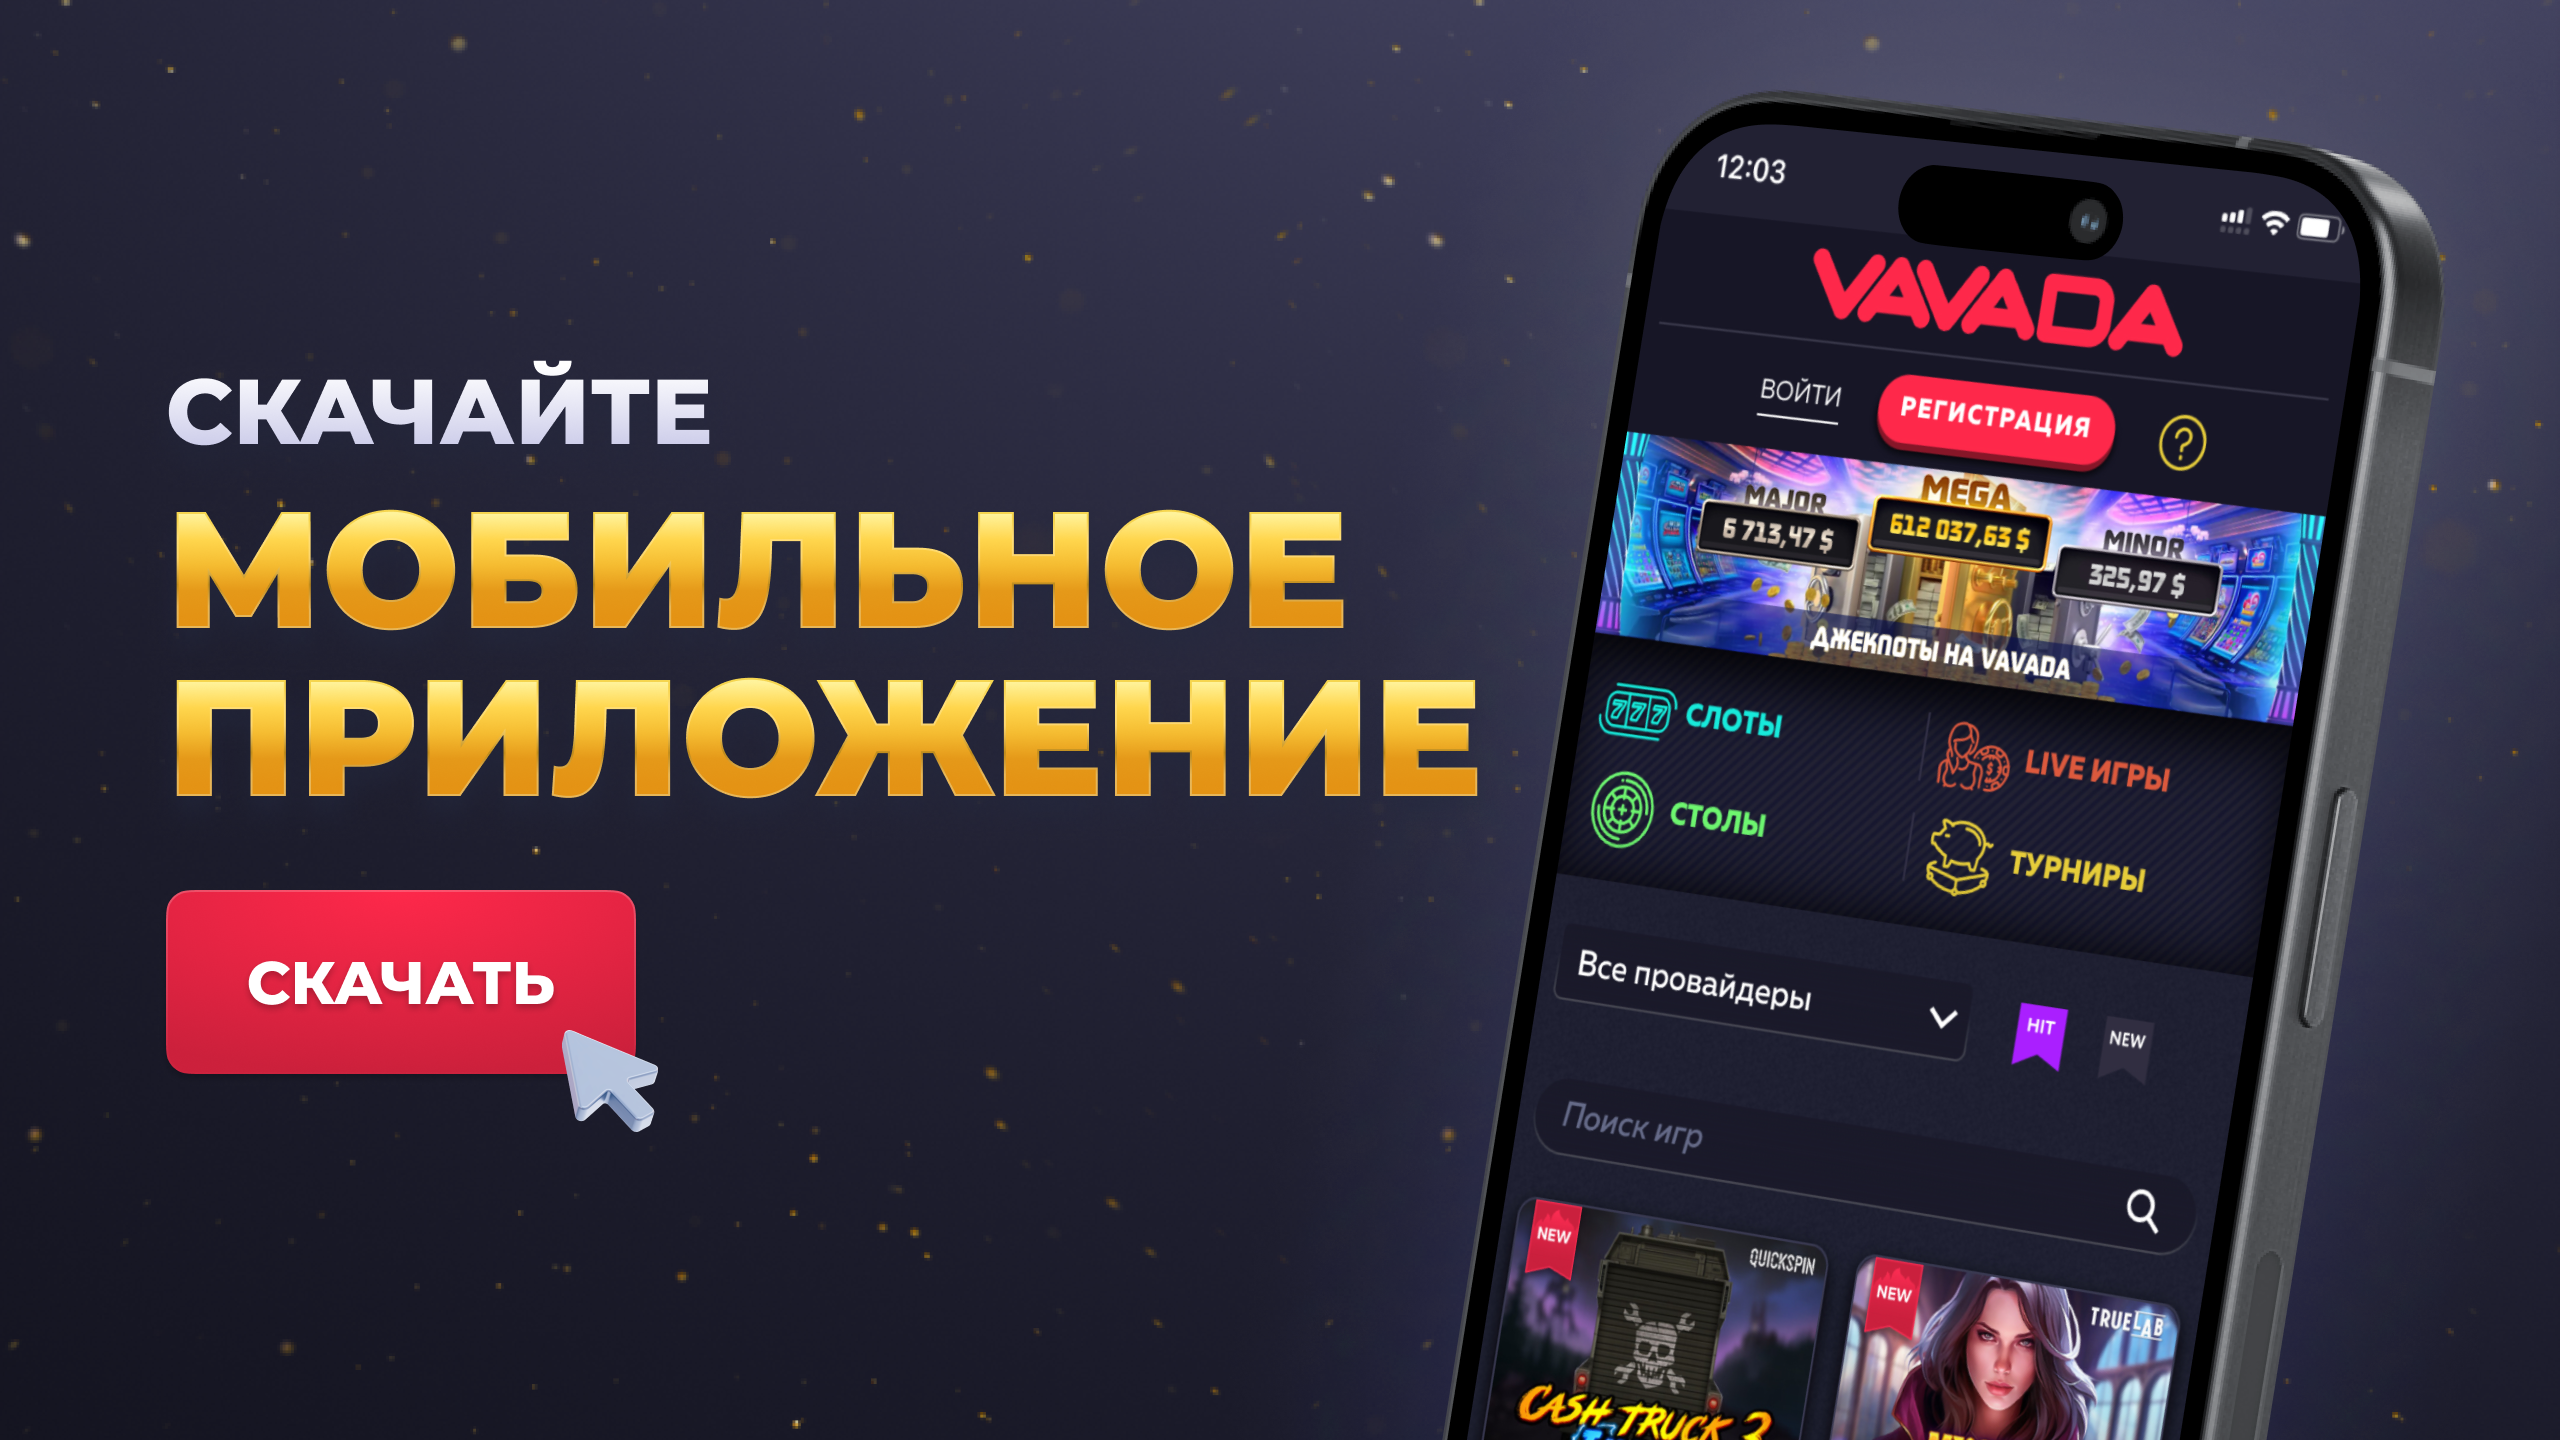 СКАЧАЙТЕ
МОБИЛЬНОЕ
ПРИЛОЖЕНИЕ
СКАЧАТЬ
12:03
VAVADA
ВОЙТИ
РЕГИСТРАЦИЯ
?
MAJOR
6 713,47 $
MEGA
612 037,63 $
MINOR
325,97 $
ДЖЕКПОТЫ НА VAVADA
777
СЛОТЫ
LIVE ИГРЫ
СТОЛЫ
ТУРНИРЫ
Все провайдеры
HIT
NEW
Поиск игр
NEW
QUICKSPIN
CASH TRUCK 3
NEW
TRUELAB